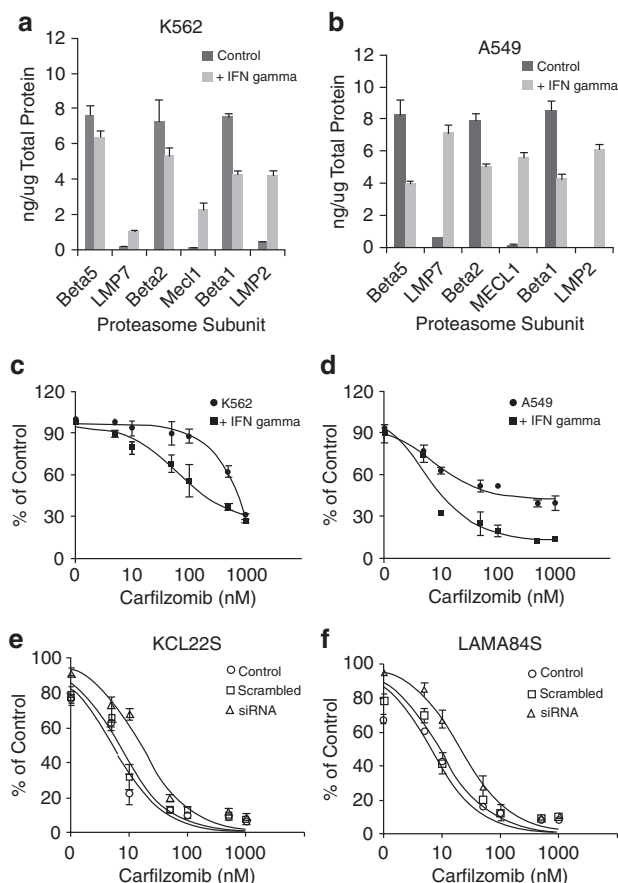 a
K562
Control
+ IFN gamma
ng/ug Total Protein
12
10
8
6
4
2
0
Beta5
LMP7
Beta2
Mecl1
Beta1
LMP2
Proteasome Subunit
b
A549
Control
+ IFN gamma
ng/ug Total Protein
12
10
8
6
4
2
0
Beta5
LMP7
Beta2
MECL1
Beta1
LMP2
Proteasome Subunit
c
K562
+ IFN gamma
% of Control
120
90
60
30
0 10 100 1000
Carfilzomib (nM)
d
A549
+ IFN gamma
% of Control
120
90
60
30
0
0 10 100 1000
Carfilzomib (nM)
e
KCL22S
Control
Scrambled
siRNA
% of Control
100
80
60
40
20
0
0 10 100 1000
Carfilzomib (nM)
f
LAMA84S
Control
Scrambled
siRNA
% of Control
100
80
60
40
20
0
0 10 100 1000
Carfilzomib (nM)